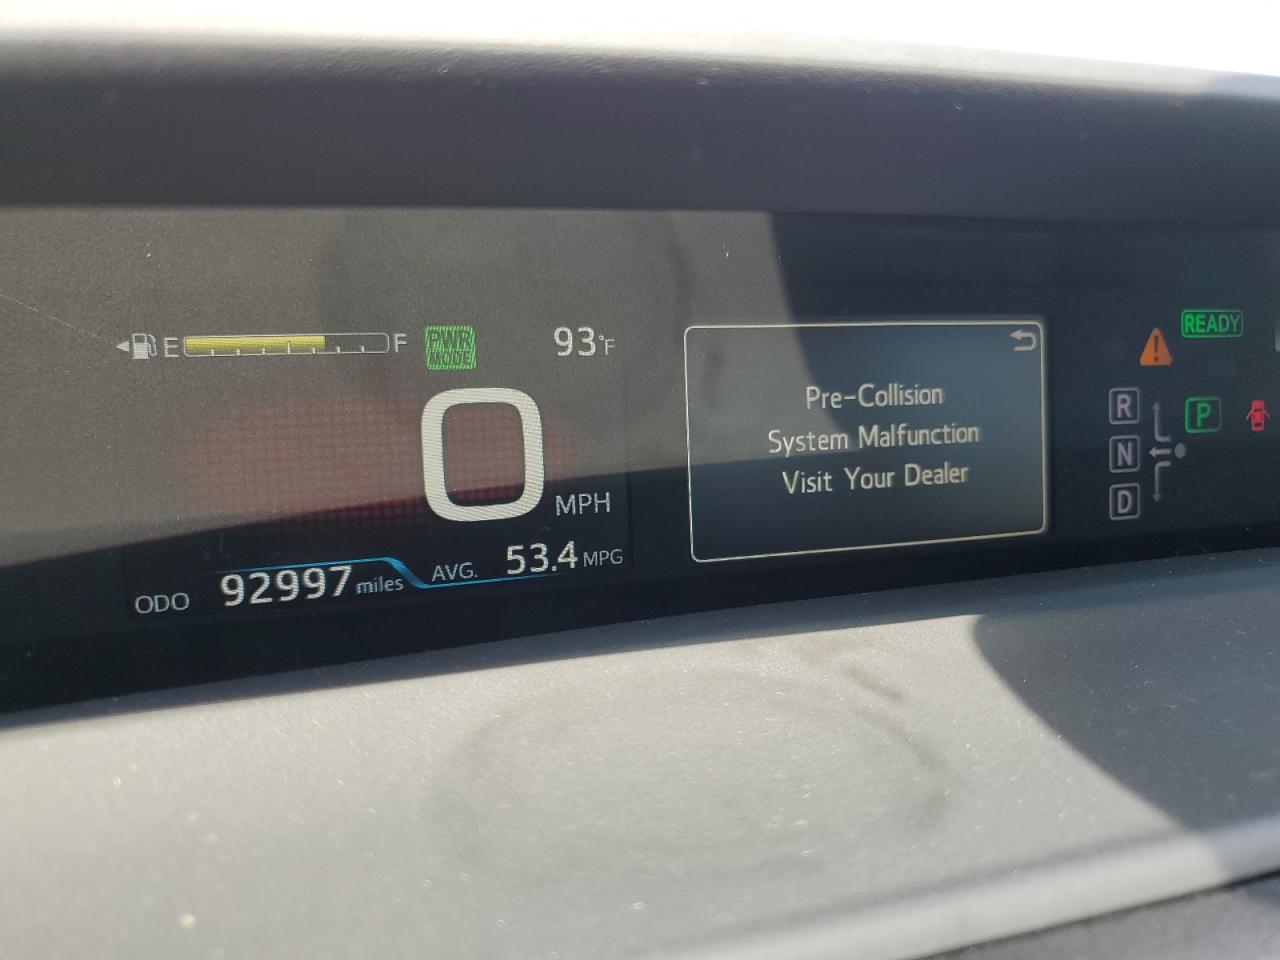 E F
PWR
MODE
93°F
0 MPH
ODO 92997 miles
AVG. 53.4 MPG
Pre-Collision
System Malfunction
Visit Your Dealer
READY
R
N
D
P